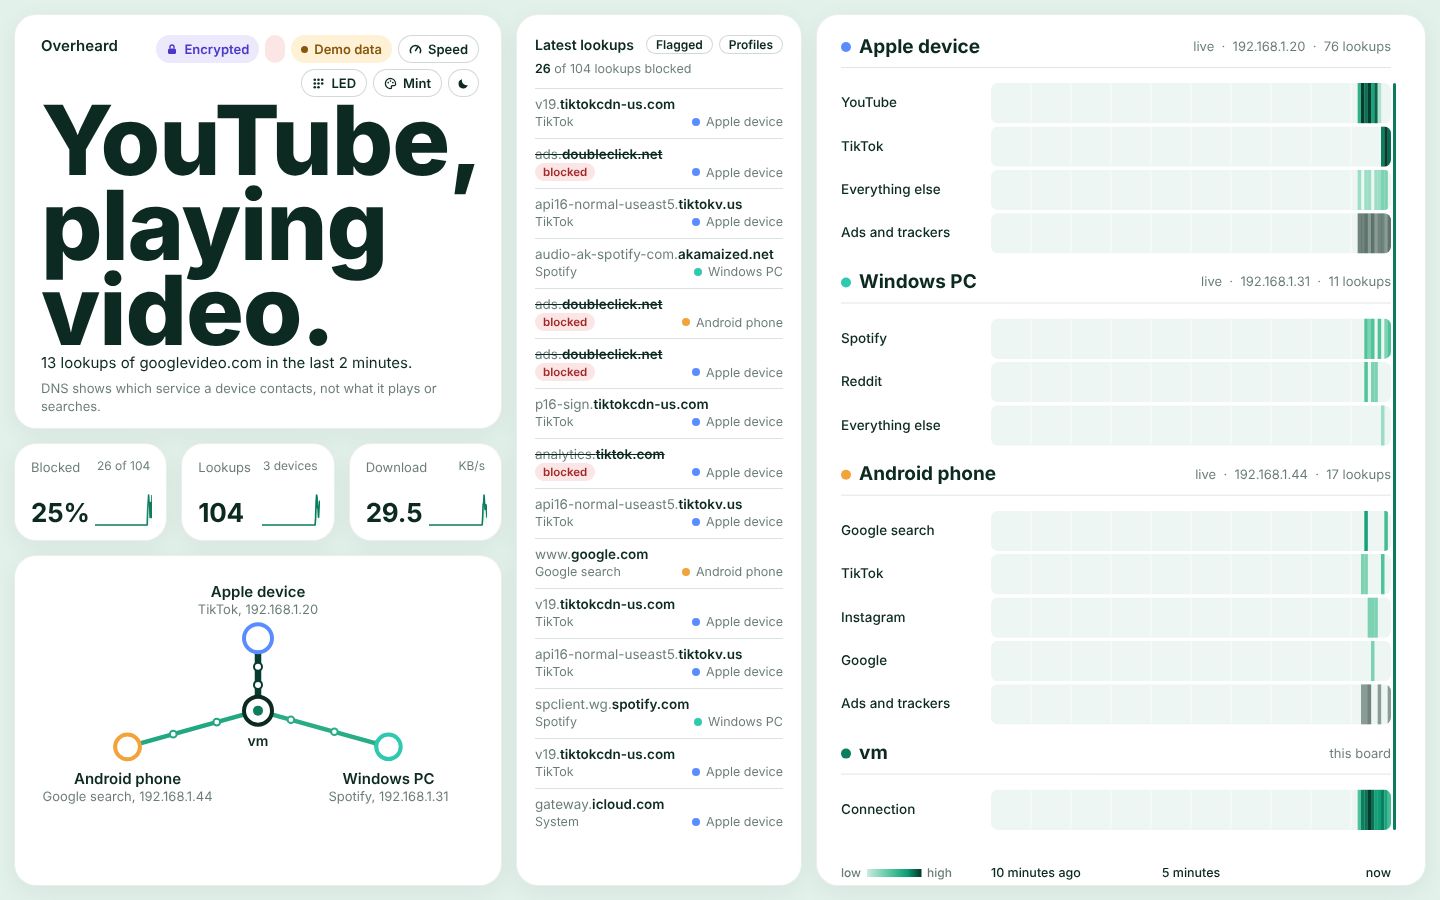 Overheard
Encrypted
Demo data
Speed
LED
Mint
YouTube,
playing
video.
13 lookups of googlevideo.com in the last 2 minutes.
DNS shows which service a device contacts, not what it plays or
searches.
Blocked 26 of 104
25%
Lookups 3 devices
104
Download KB/s
29.5
Apple device
TikTok, 192.168.1.20
vm
Android phone
Google search, 192.168.1.44
Windows PC
Spotify, 192.168.1.31
Latest lookups
Flagged
Profiles
26 of 104 lookups blocked
v19.tiktokcdn-us.com
TikTok Apple device
ads.doubleclick.net
blocked Apple device
api16-normal-useast5.tiktokv.us
TikTok Apple device
audio-ak-spotify-com.akamaized.net
Spotify Windows PC
ads.doubleclick.net
blocked Android phone
ads.doubleclick.net
blocked Apple device
p16-sign.tiktokcdn-us.com
TikTok Apple device
analytics.tiktok.com
blocked Apple device
api16-normal-useast5.tiktokv.us
TikTok Apple device
www.google.com
Google search Android phone
v19.tiktokcdn-us.com
TikTok Apple device
api16-normal-useast5.tiktokv.us
TikTok Apple device
spclient.wg.spotify.com
Spotify Windows PC
v19.tiktokcdn-us.com
TikTok Apple device
gateway.icloud.com
System Apple device
Apple device live · 192.168.1.20 · 76 lookups
YouTube
TikTok
Everything else
Ads and trackers
Windows PC live · 192.168.1.31 · 11 lookups
Spotify
Reddit
Everything else
Android phone live · 192.168.1.44 · 17 lookups
Google search
TikTok
Instagram
Google
Ads and trackers
vm this board
Connection
low high 10 minutes ago 5 minutes now